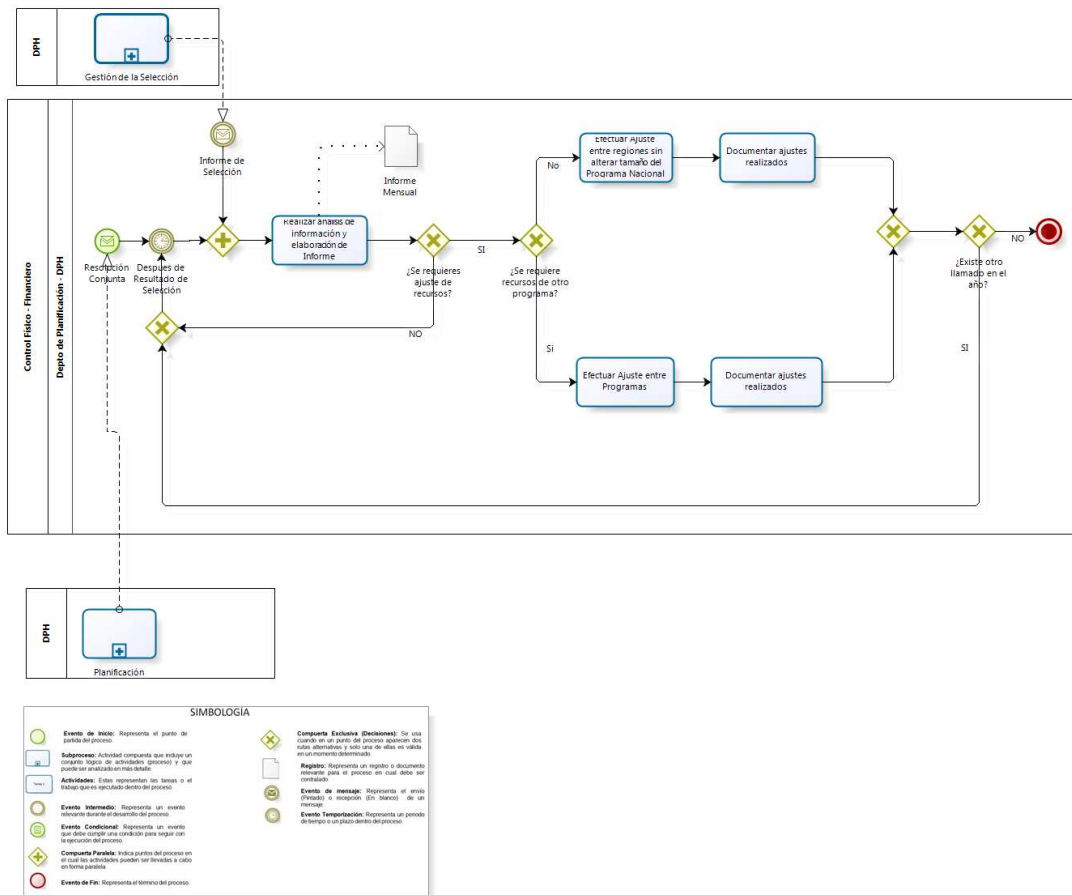 DPH
Gestión de la Selección
Control Físico - Financiero
Depto de Planificación - DPH
Informe de
Selección
Informe
Mensual
Resolución
Conjunta
Despues de
Resultado de
Selección
Realizar análisis de
información y
elaboración de
Informe
¿Se requieres
ajuste de
recursos?
SI
NO
¿Se requiere
recursos de otro
programa?
No
Efectuar Ajuste
entre regiones sin
alterar tamaño del
Programa Nacional
Documentar ajustes
realizados
Si
Efectuar Ajuste entre
Programas
Documentar ajustes
realizados
¿Existe otro
llamado en el
año?
NO
SI
DPH
Planificación
SIMBOLOGÍA
Evento de Inicio: Representa el punto de
partida del proceso
Subproceso: Actividad compuesta que incluye un
conjunto lógico de actividades (proceso) y que
puede ser analizado en más detalle
Tarea 1
Actividades: Estas representan las tareas o el
trabajo que es ejecutado dentro del proceso
Evento Intermedio: Representa un evento
relevante durante el desarrollo del proceso.
Evento Condicional: Representa un evento
que debe cumplir una condición para seguir con
la ejecución del proceso.
Compuerta Paralela: Indica puntos del proceso en
el cual las actividades pueden ser llevadas a cabo
en forma paralela
Evento de Fin: Representa el término del proceso.
Compuerta Exclusiva (Decisiones): Se usa
cuando en un punto del proceso aparecen dos
rutas alternativas y solo una de ellas es válida
en un momento determinado
Registro: Representa un registro o documento
relevante para el proceso en cual debe ser
contralado
Evento de mensaje: Representa el envío
(Pintado) o recepción (En blanco) de un
mensaje
Evento Temporización: Representa un periodo
de tiempo o un plazo dentro del proceso.